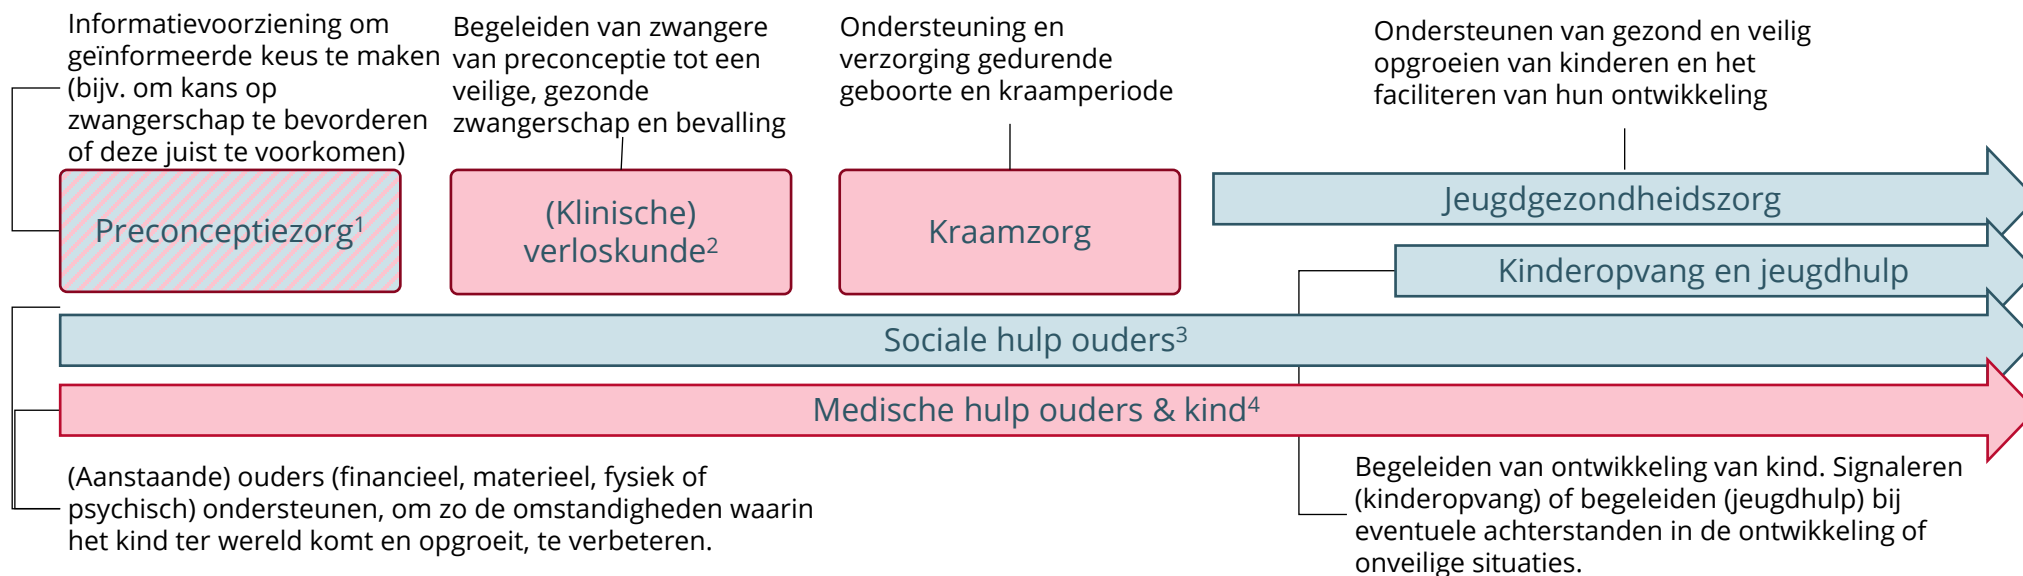 Informatievoorziening om
geïnformeerde keus te maken
(bijv. om kans op
zwangerschap te bevorderen
of deze juist te voorkomen)
Begeleiden van zwangere
van preconceptie tot een
veilige, gezonde
zwangerschap en bevalling
Ondersteuning en
verzorging gedurende
geboorte en kraamperiode
Ondersteunen van gezond en veilig
opgroeien van kinderen en het
faciliteren van hun ontwikkeling
Preconceptiezorg¹
(Klinische)
verloskunde²
Kraamzorg
Jeugdgezondheidszorg
Kinderopvang en jeugdhulp
Sociale hulp ouders³
Medische hulp ouders & kind⁴
(Aanstaande) ouders (financieel, materieel, fysiek of
psychisch) ondersteunen, om zo de omstandigheden waarin
het kind ter wereld komt en opgroeit, te verbeteren.
Begeleiden van ontwikkeling van kind. Signaleren
(kinderopvang) of begeleiden (jeugdhulp) bij
eventuele achterstanden in de ontwikkeling of
onveilige situaties.